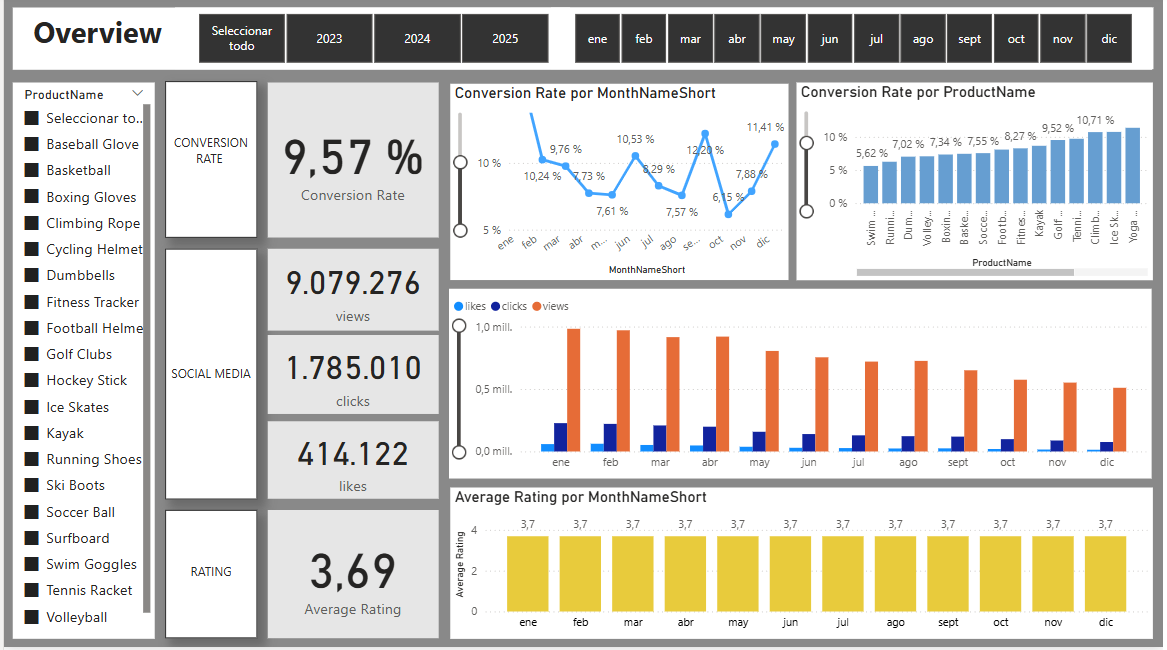 Overview
Seleccionar
todo
2023
2024
2025
ene
feb
mar
abr
may
jun
jul
ago
sept
oct
nov
dic
ProductName
Seleccionar to...
Baseball Glove
Basketball
Boxing Gloves
Climbing Rope
Cycling Helmet
Dumbbells
Fitness Tracker
Football Helme
Golf Clubs
Hockey Stick
Ice Skates
Kayak
Running Shoes
Ski Boots
Soccer Ball
Surfboard
Swim Goggles
Tennis Racket
Volleyball
CONVERSION
RATE
9,57 %
Conversion Rate
SOCIAL MEDIA
9.079.276
views
1.785.010
clicks
414.122
likes
RATING
3,69
Average Rating
Conversion Rate por MonthNameShort
10 %
5 %
10,24 %
9,76 %
7,73 %
7,61 %
10,53 %
8,29 %
7,57 %
12,20 %
6,15 %
7,88 %
11,41 %
ene
feb
mar
abr
m...
jun
jul
ago
se...
oct
nov
dic
MonthNameShort
Conversion Rate por ProductName
10 %
5 %
0 %
5,62 %
7,02 %
7,34 %
7,55 %
8,27 %
9,52 %
10,71 %
Swim ...
Runni...
Dum...
Volley...
Boxin...
Baske...
Socce...
Footb...
Fitnes...
Kayak
Golf ...
Tenni...
Climb...
Ice Sk...
Yoga ...
ProductName
likes clicks views
1,0 mill.
0,5 mill.
0,0 mill.
ene feb mar abr may jun jul ago sept oct nov dic
Average Rating por MonthNameShort
Average Rating
4
2
0
3,7 3,7 3,7 3,7 3,7 3,7 3,7 3,7 3,7 3,7 3,7 3,7
ene feb mar abr may jun jul ago sept oct nov dic